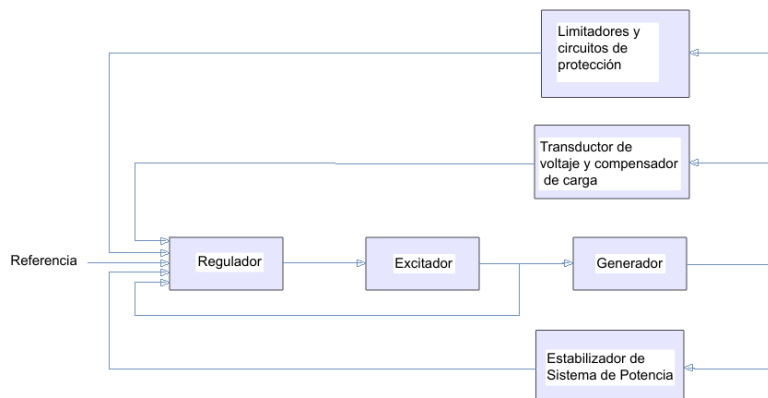 Limitadores y
circuitos de
protección
Transductor de
voltaje y compensador
de carga
Referencia
Regulador
Excitador
Generador
Estabilizador de
Sistema de Potencia